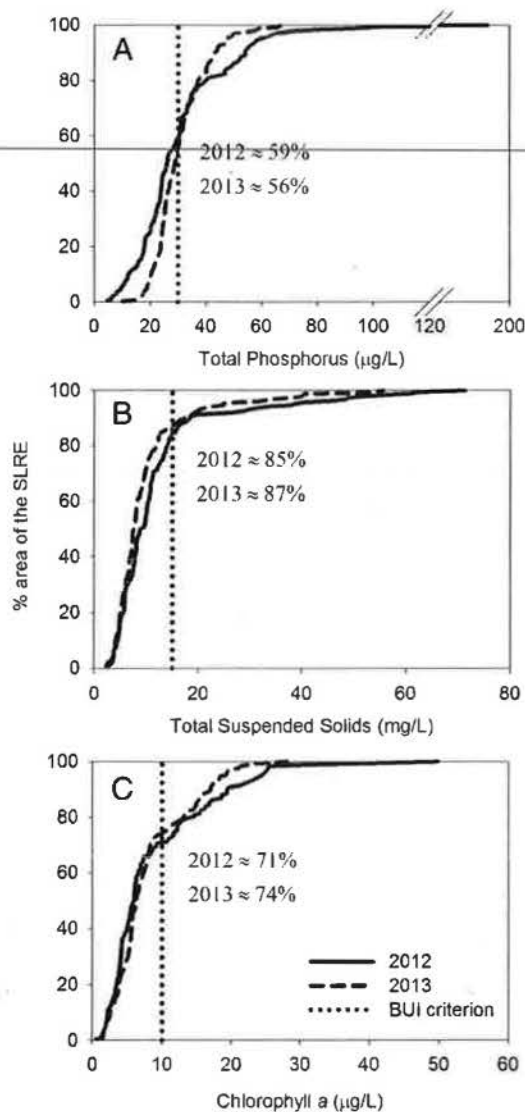 A
100
80
60
40
20
0
2012 ≈ 59%
2013 ≈ 56%
0 20 40 60 80 100 120 200
Total Phosphorus (µg/L)
% area of the SLRE
B
100
80
60
40
20
0
2012 ≈ 85%
2013 ≈ 87%
0 20 40 60 80
Total Suspended Solids (mg/L)
C
100
80
60
40
20
0
2012 ≈ 71%
2013 ≈ 74%
2012
2013
BUI criterion
0 10 20 30 40 50 60
Chlorophyll a (µg/L)